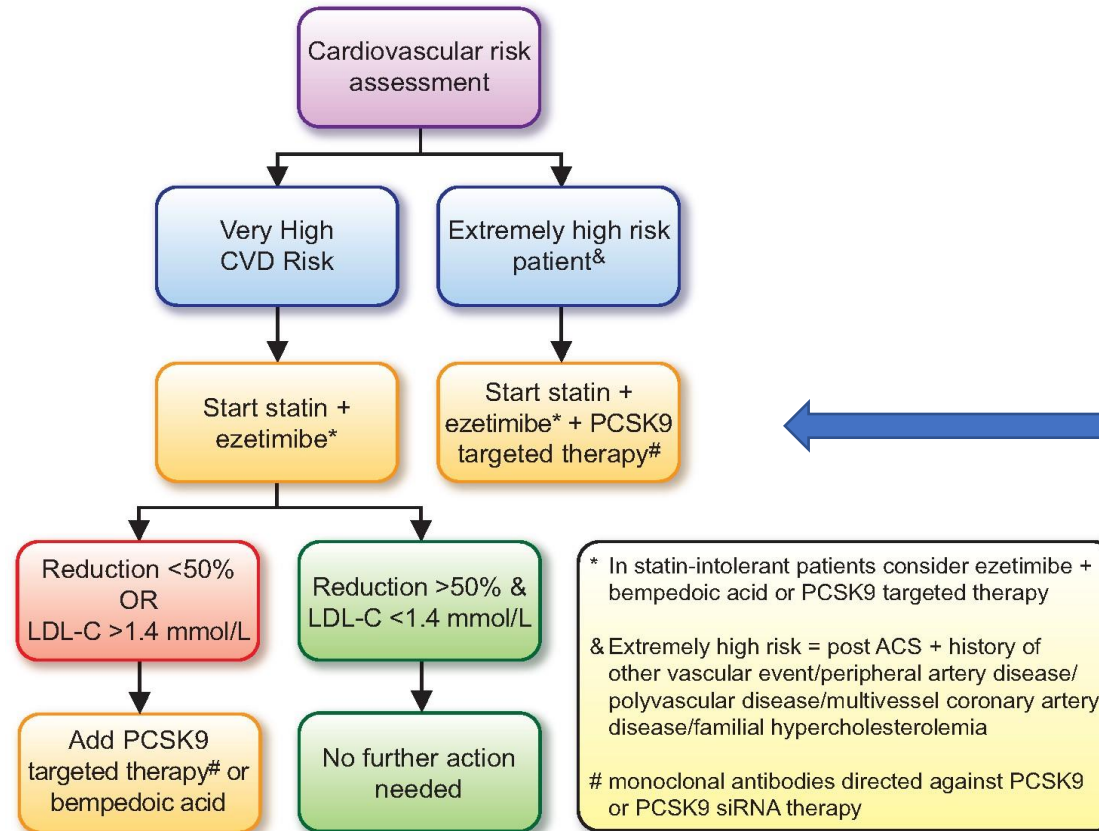 Cardiovascular risk
assessment
Very High
CVD Risk
Extremely high risk
patient&
Start statin +
ezetimibe*
Start statin +
ezetimibe* + PCSK9
targeted therapy#
Reduction <50%
OR
LDL-C >1.4 mmol/L
Reduction >50% &
LDL-C <1.4 mmol/L
Add PCSK9
targeted therapy# or
bempedoic acid
No further action
needed
* In statin-intolerant patients consider ezetimibe +
bempedoic acid or PCSK9 targeted therapy
& Extremely high risk = post ACS + history of
other vascular event/peripheral artery disease/
polyvascular disease/multivessel coronary artery
disease/familial hypercholesterolemia
# monoclonal antibodies directed against PCSK9
or PCSK9 siRNA therapy